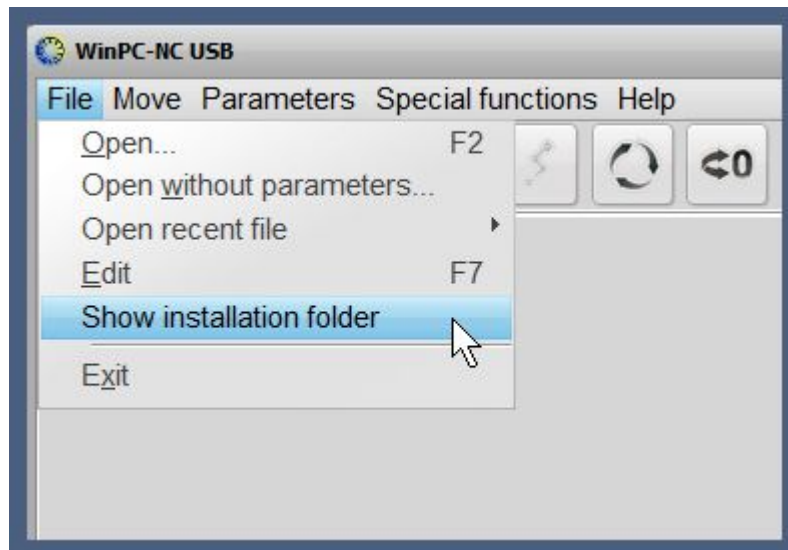 WinPC-NC USB
File Move Parameters Special functions Help
Open... F2
0
Open without parameters...
Open recent file
Edit F7
Show installation folder
Exit